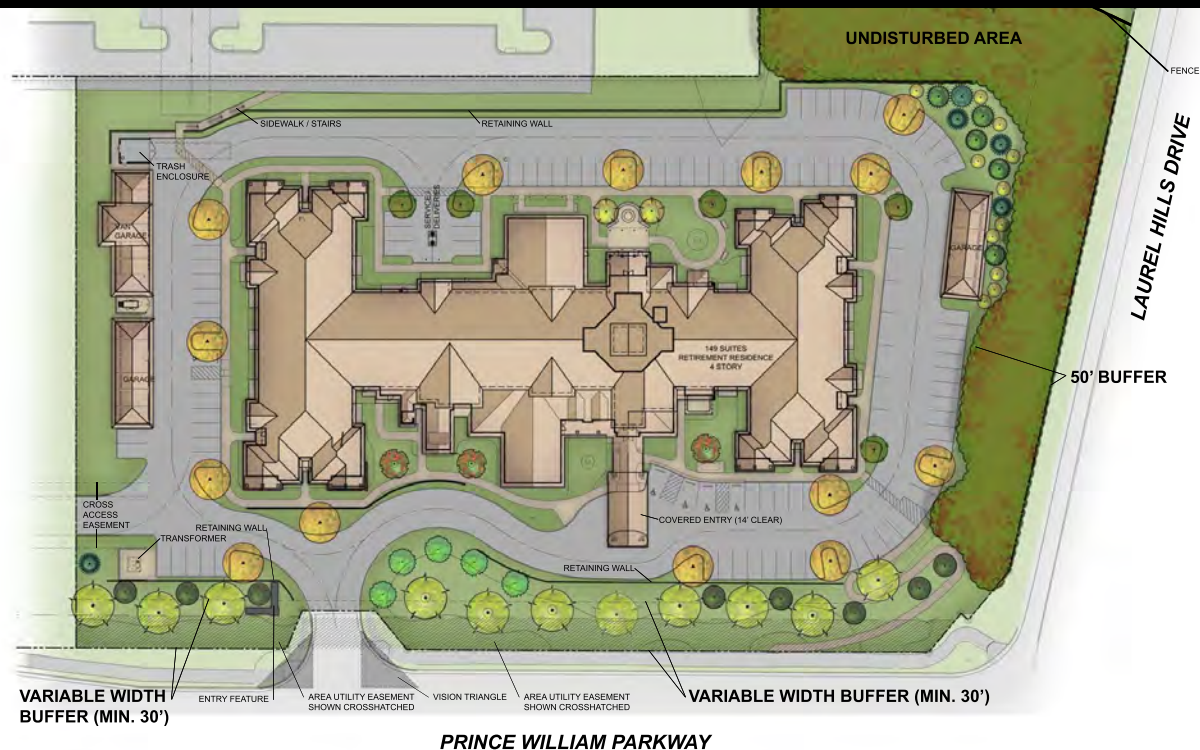 UNDISTURBED AREA
FENCE
SIDEWALK / STAIRS
RETAINING WALL
LAUREL HILLS DRIVE
TRASH
ENCLOSURE
SERVICE/
DELIVERIES
VAN
GARAGE
GARAGE
149 SUITES
RETIREMENT RESIDENCE
4 STORY
50' BUFFER
GARAGE
CROSS
ACCESS
EASEMENT
RETAINING WALL
TRANSFORMER
COVERED ENTRY (14' CLEAR)
RETAINING WALL
VARIABLE WIDTH
BUFFER (MIN. 30')
ENTRY FEATURE
AREA UTILITY EASEMENT
SHOWN CROSSHATCHED
VISION TRIANGLE
AREA UTILITY EASEMENT
SHOWN CROSSHATCHED
VARIABLE WIDTH BUFFER (MIN. 30')
PRINCE WILLIAM PARKWAY